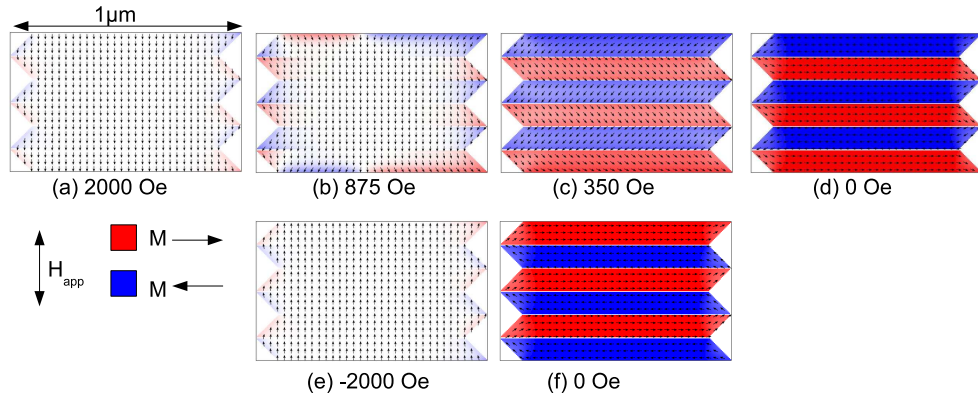 1μm
(a) 2000 Oe
(b) 875 Oe
(c) 350 Oe
(d) 0 Oe
H app
M
M
(e) -2000 Oe
(f) 0 Oe